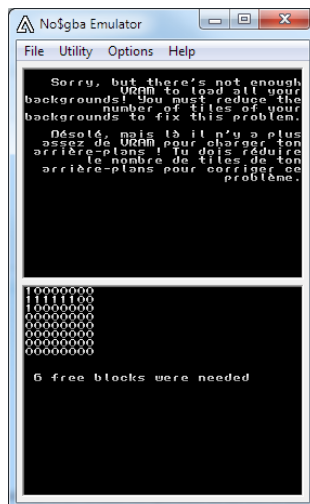 No$gba Emulator
File Utility Options Help
Sorry, but there's not enough
VRAM to load all your
backgrounds! You must reduce the
number of tiles of your
backgrounds to fix this problem.
Désolé, mais là il n'y a plus
assez de VRAM pour charger ton
arrière-plans ! Tu dois réduire
le nombre de tiles de ton
arrière-plans pour corriger ce
problème.
10000000
11111100
10000000
00000000
00000000
00000000
00000000
6 free blocks were needed